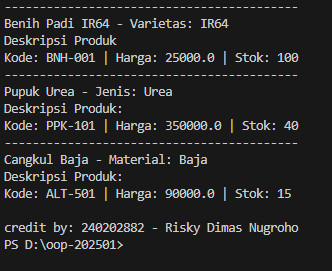 ----------------------------------------
Benih Padi IR64 - Varietas: IR64
Deskripsi Produk
Kode: BNH-001 | Harga: 25000.0 | Stok: 100
----------------------------------------
Pupuk Urea - Jenis: Urea
Deskripsi Produk:
Kode: PPK-101 | Harga: 350000.0 | Stok: 40
----------------------------------------
Cangkul Baja - Material: Baja
Deskripsi Produk:
Kode: ALT-501 | Harga: 90000.0 | Stok: 15
credit by: 240202882 - Risky Dimas Nugroho
PS D:\oop-202501>